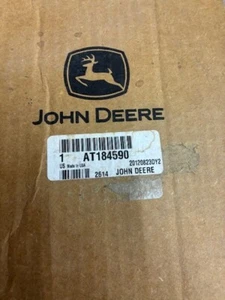 JOHN DEERE
1 AT184590
US Made in USA 20120823DY2
2614 JOHN DEERE